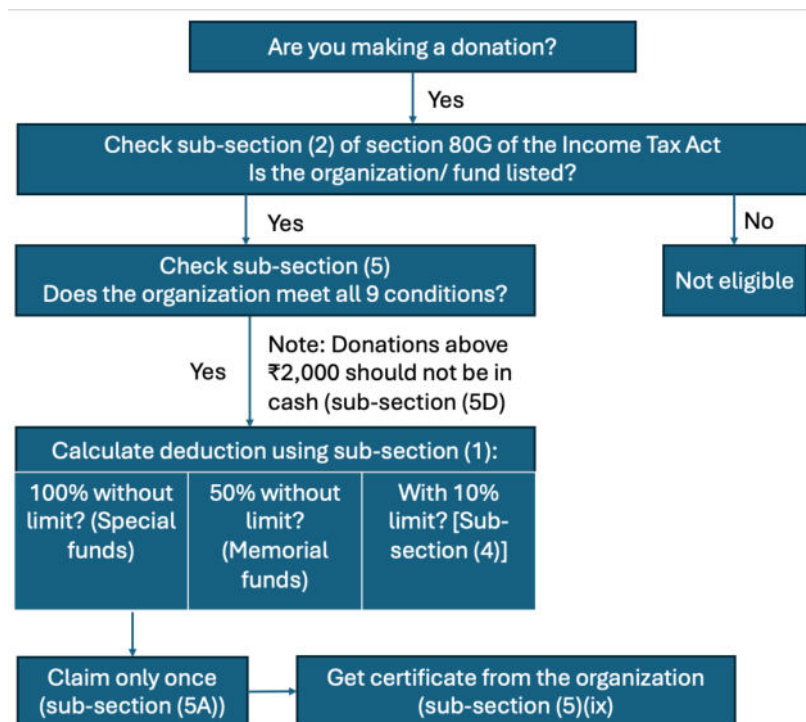 Are you making a donation?
Yes
Check sub-section (2) of section 80G of the Income Tax Act
Is the organization/ fund listed?
Yes
No
Check sub-section (5)
Does the organization meet all 9 conditions?
Not eligible
Yes
Note: Donations above
₹2,000 should not be in
cash (sub-section (5D)
Calculate deduction using sub-section (1):
100% without
limit? (Special
funds)
50% without
limit?
(Memorial
funds)
With 10%
limit? [Sub-
section (4)]
Claim only once
(sub-section (5A))
Get certificate from the organization
(sub-section (5)(ix)